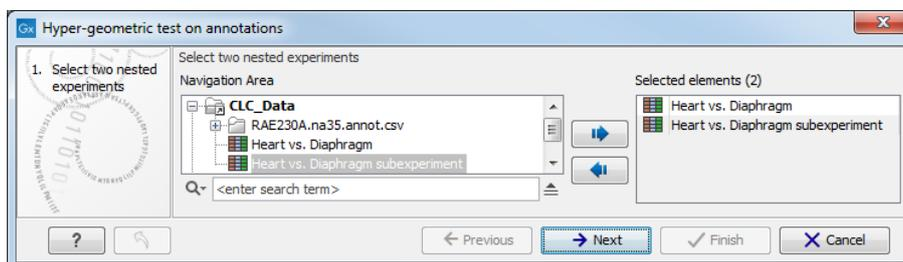 Gx Hyper-geometric test on annotations
1. Select two nested
experiments
Select two nested experiments
Navigation Area
CLC_Data
RAE230A.na35.annot.csv
Heart vs. Diaphragm
Heart vs. Diaphragm subexperiment
<enter search term>
Selected elements (2)
Heart vs. Diaphragm
Heart vs. Diaphragm subexperiment
?
Previous
Next
Finish
Cancel